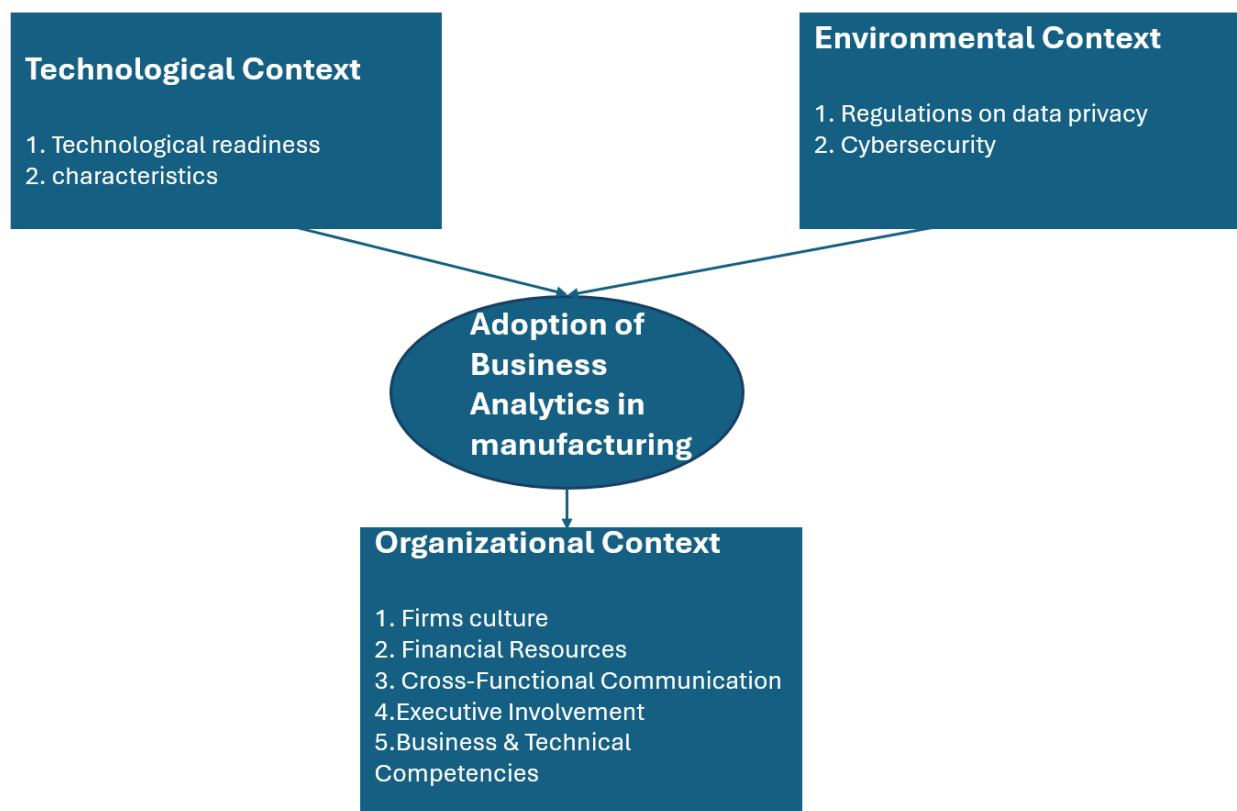 Technological Context
1. Technological readiness
2. characteristics
Environmental Context
1. Regulations on data privacy
2. Cybersecurity
Adoption of
Business
Analytics in
manufacturing
Organizational Context
1. Firms culture
2. Financial Resources
3. Cross-Functional Communication
4.Executive Involvement
5.Business & Technical
Competencies